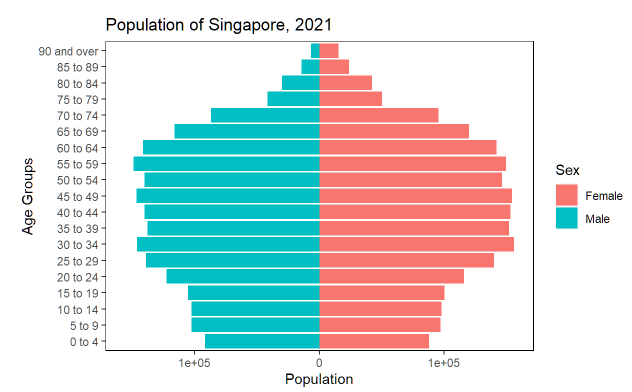 Population of Singapore, 2021
90 and over
85 to 89
80 to 84
75 to 79
70 to 74
65 to 69
60 to 64
55 to 59
50 to 54
45 to 49
40 to 44
35 to 39
30 to 34
25 to 29
20 to 24
15 to 19
10 to 14
5 to 9
0 to 4
Age Groups
1e+05 0 1e+05
Population
Sex
Female
Male